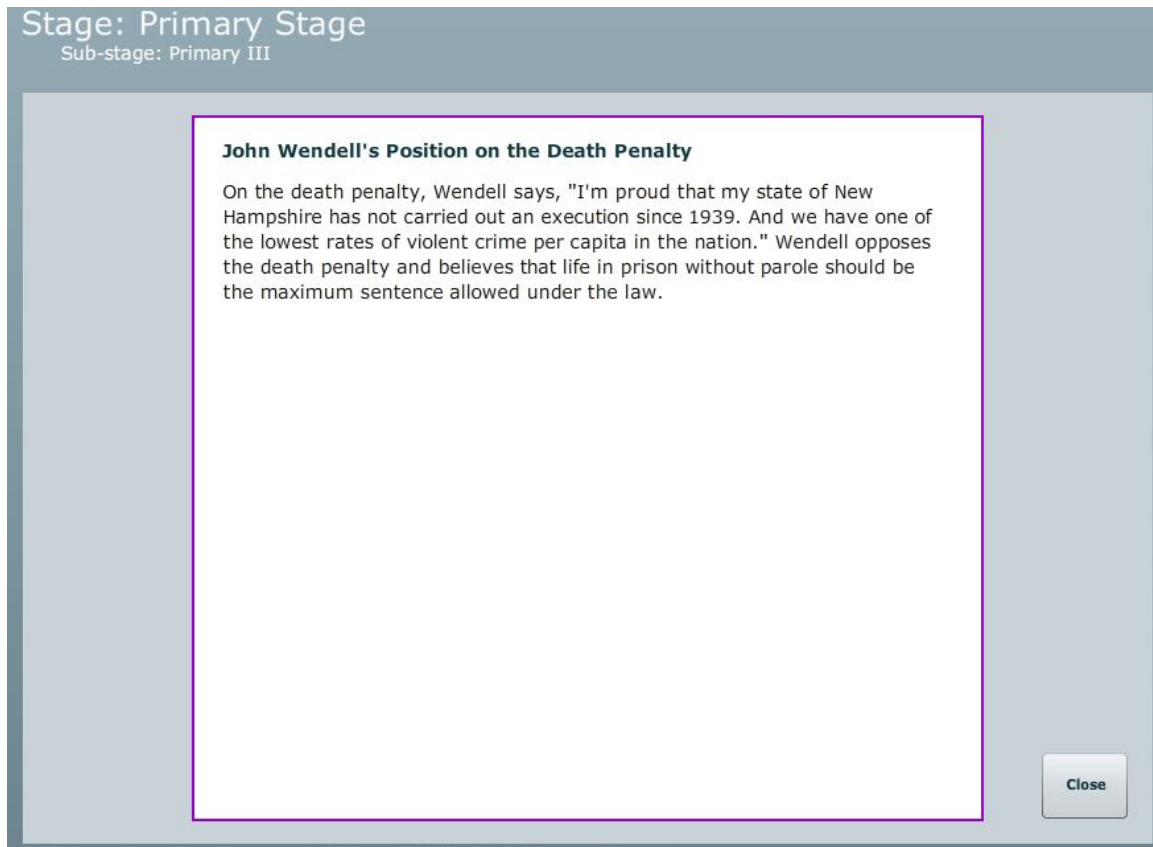 Stage: Primary Stage
Sub-stage: Primary III
John Wendell's Position on the Death Penalty
On the death penalty, Wendell says, "I'm proud that my state of New
Hampshire has not carried out an execution since 1939. And we have one of
the lowest rates of violent crime per capita in the nation." Wendell opposes
the death penalty and believes that life in prison without parole should be
the maximum sentence allowed under the law.
Close